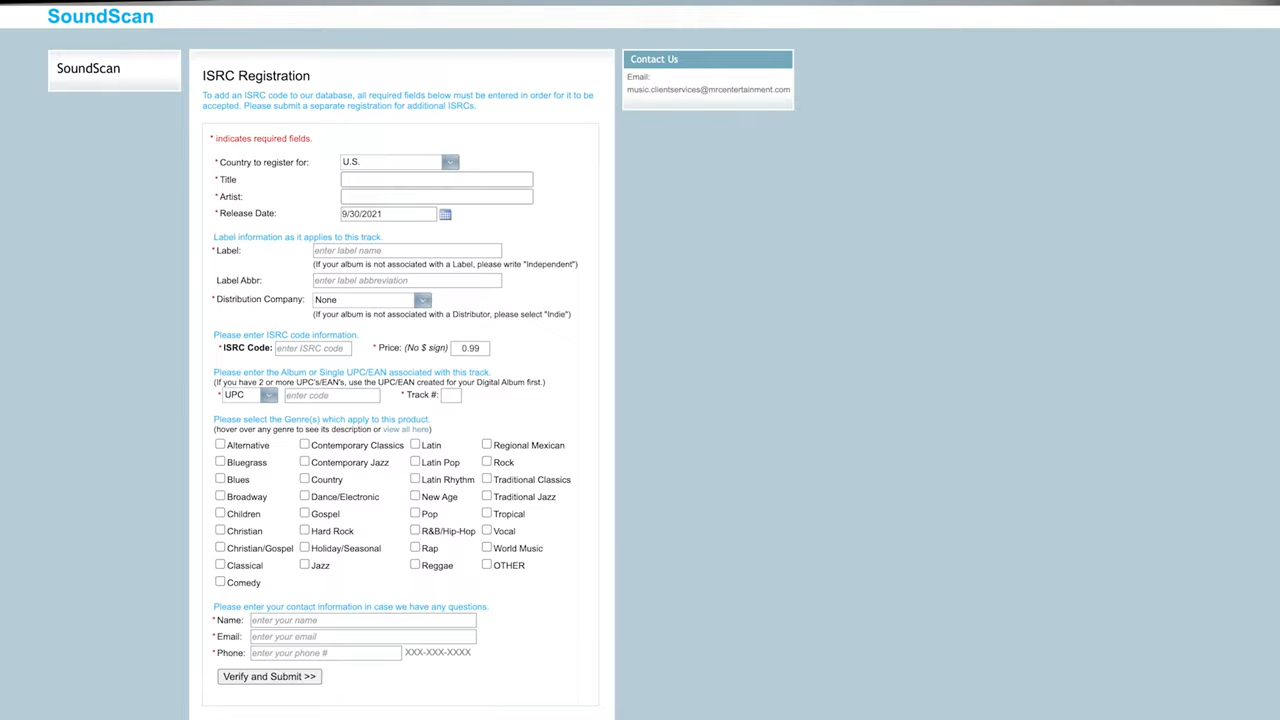 SoundScan
SoundScan
ISRC Registration
To add an ISRC code to our database, all required fields below must be entered in order for it to be
accepted. Please submit a separate registration for additional ISRCs.
* indicates required fields.
* Country to register for: U.S.
* Title
* Artist:
* Release Date: 9/30/2021
Label information as it applies to this track.
* Label: enter label name
(If your album is not associated with a Label, please write "Independent")
Label Abbr: enter label abbreviation
* Distribution Company: None
(If your album is not associated with a Distributor, please select "Indie")
Please enter ISRC code information.
* ISRC Code: enter ISRC code * Price: (No $ sign) 0.99
Please enter the Album or Single UPC/EAN associated with this track.
(If you have 2 or more UPC's/EAN's, use the UPC/EAN created for your Digital Album first.)
* UPC enter code * Track #:
Please select the Genre(s) which apply to this product.
(hover over any genre to see its description or view all here)
Alternative Contemporary Classics Latin Regional Mexican
Bluegrass Contemporary Jazz Latin Pop Rock
Blues Country Latin Rhythm Traditional Classics
Broadway Dance/Electronic New Age Traditional Jazz
Children Gospel Pop Tropical
Christian Hard Rock R&B/Hip-Hop Vocal
Christian/Gospel Holiday/Seasonal Rap World Music
Classical Jazz Reggae OTHER
Comedy
Please enter your contact information in case we have any questions.
* Name: enter your name
* Email: enter your email
* Phone: enter your phone # XXX-XXX-XXXX
Verify and Submit >>
Contact Us
Email:
music.clientservices@mrcentertainment.com